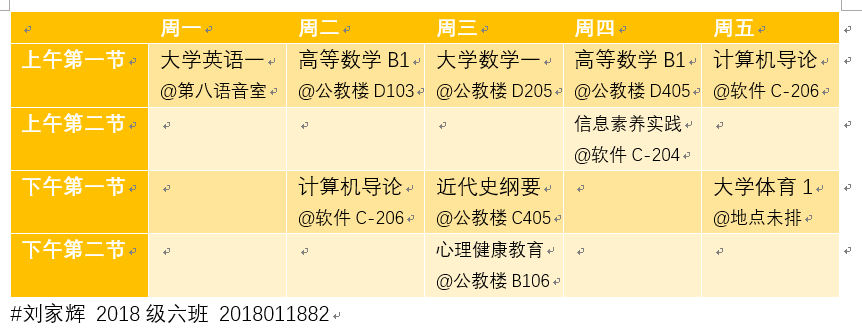 周一 周二 周三 周四 周五
上午第一节 大学英语一 高等数学 B1 大学数学一 高等数学 B1 计算机导论
@第八语音室 @公教楼 D103 @公教楼 D205 @公教楼 D405 @软件 C-206
上午第二节 信息素养实践
@软件 C-204
下午第一节 计算机导论 近代史纲要 大学体育 1
@软件 C-206 @公教楼 C405 @地点未排
下午第二节 心理健康教育
@公教楼 B106
#刘家辉 2018 级六班 2018011882